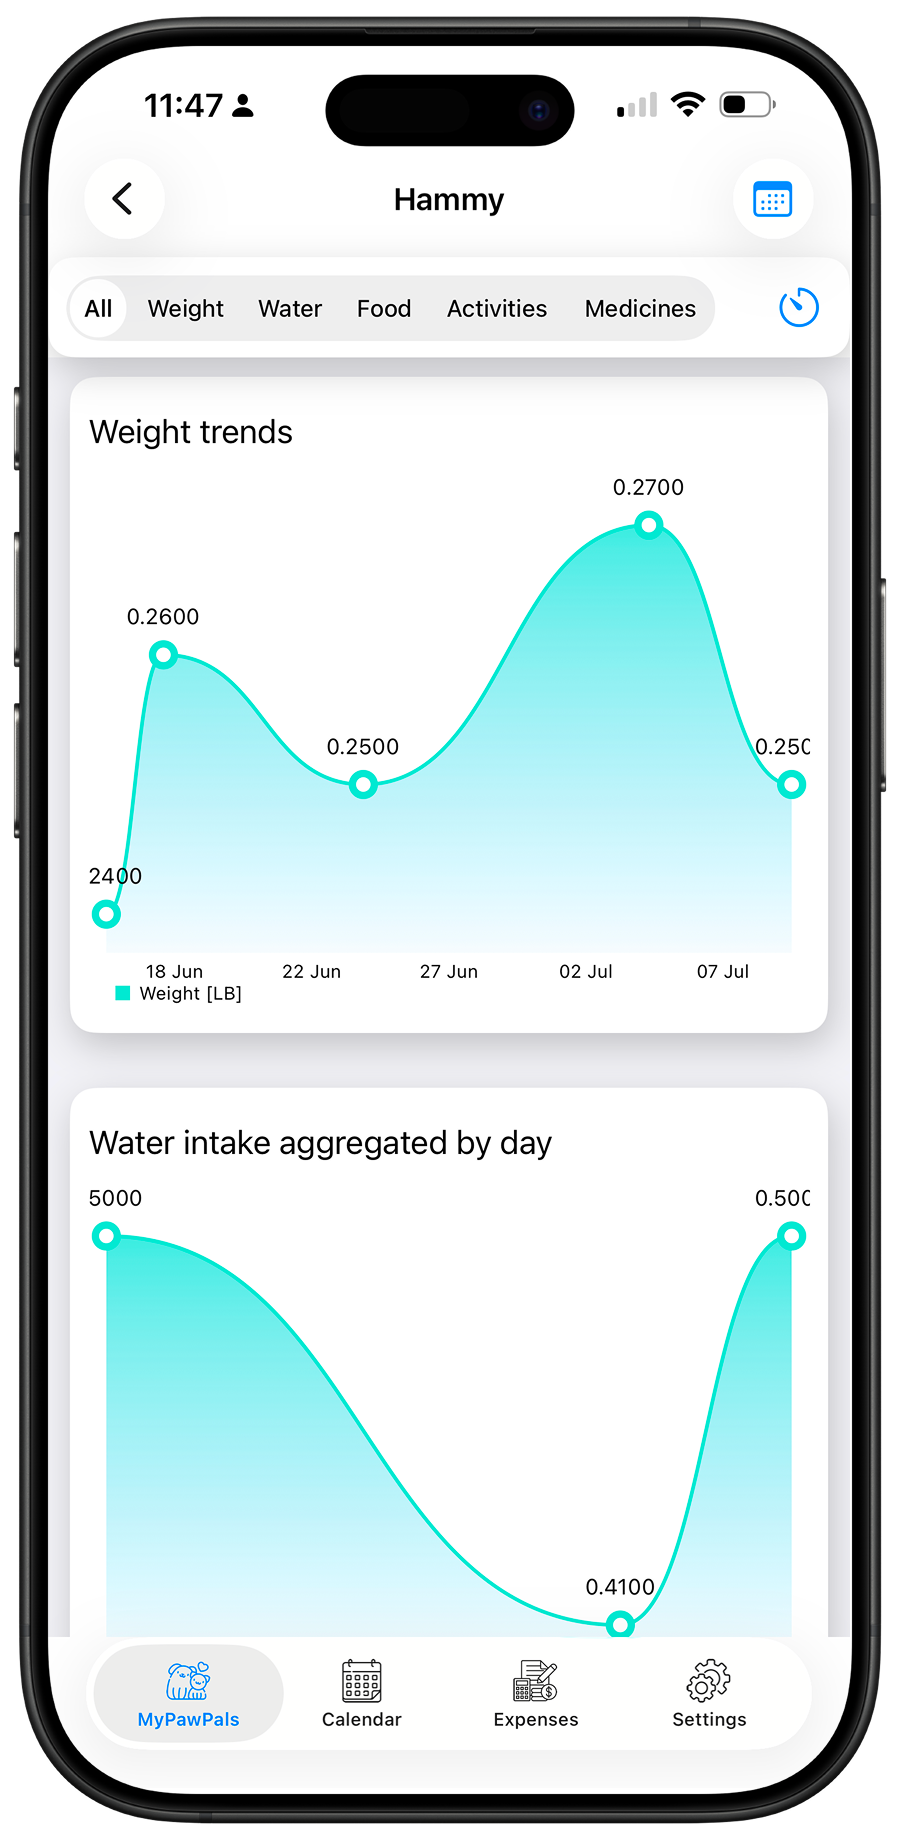 11:47
Hammy
All Weight Water Food Activities Medicines
Weight trends
0.2700
0.2600
0.2500 0.250
2400
18 Jun 22 Jun 27 Jun 02 Jul 07 Jul
Weight [LB]
Water intake aggregated by day
5000 0.500
0.4100
MyPawPals Calendar Expenses Settings